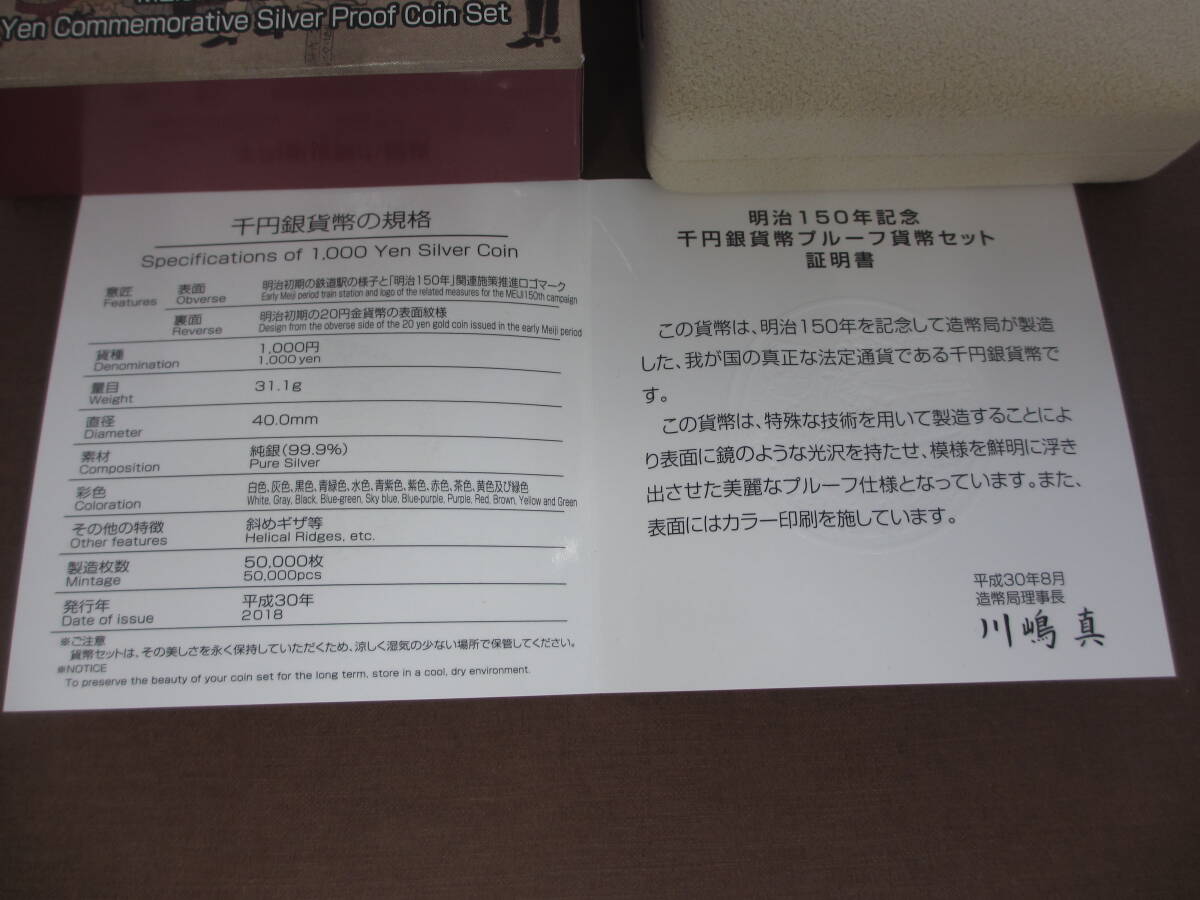 Yen Commemorative Silver Proof Coin Set
千円銀貨幣の規格
Specifications of 1,000 Yen Silver Coin
意匠
Features
表面
Obverse
明治初期の鉄道駅の様子と「明治150年」関連施策推進ロゴマーク
Early Meiji period train station and logo of the related measures for the MEIJI150th campaign
裏面
Reverse
明治初期の20円金貨幣の表面紋様
Design from the obverse side of the 20 yen gold coin issued in the early Meiji period
貨種
Denomination
1,000円
1,000yen
量目
Weight
31.1g
直径
Diameter
40.0mm
素材
Composition
純銀(99.9%)
Pure Silver
彩色
Coloration
白色、灰色、黒色、青緑色、水色、青紫色、紫色、赤色、茶色、黄色及び緑色
White, Gray, Black, Blue-green, Sky blue, Blue-purple, Purple, Red, Brown, Yellow and Green
その他の特徴
Other features
斜めギザ等
Helical Ridges, etc.
製造枚数
Mintage
50,000枚
50,000pcs
発行年
Date of issue
平成30年
2018
※ご注意
貨幣セットは、その美しさを永く保持していただくため、涼しく湿気の少ない場所で保管してください。
※NOTICE
To preserve the beauty of your coin set for the long term, store in a cool, dry environment.
明治150年記念
千円銀貨幣プルーフ貨幣セット
証明書
この貨幣は、明治150年を記念して造幣局が製造
した、我が国の真正な法定通貨である千円銀貨幣で
す。
この貨幣は、特殊な技術を用いて製造することによ
り表面に鏡のような光沢を持たせ、模様を鮮明に浮き
出させた美麗なプルーフ仕様となっています。また、
表面にはカラー印刷を施しています。
平成30年8月
造幣局理事長
川嶋 真